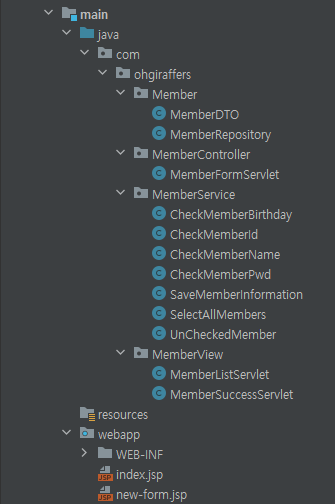 main
java
com
ohgiraffers
Member
MemberDTO
MemberRepository
MemberController
MemberFormServlet
MemberService
CheckMemberBirthday
CheckMemberId
CheckMemberName
CheckMemberPwd
SaveMemberInformation
SelectAllMembers
UnCheckedMember
MemberView
MemberListServlet
MemberSuccessServlet
resources
webapp
WEB-INF
index.jsp
new-form.jsp